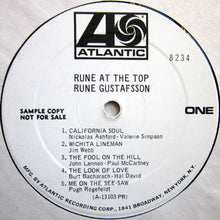 ATLANTIC
8234
RUNE AT THE TOP
RUNE GUSTAFSSON
SAMPLE COPY
NOT FOR SALE
ONE
1. CALIFORNIA SOUL
Nickolas Ashford - Valerie Simpson
2. WICHITA LINEMAN
Jim Webb
3. THE FOOL ON THE HILL
John Lennon - Paul McCartney
4. THE LOOK OF LOVE
Burt Bacharach - Hal David
5. ME ON THE SEE-SAW
Pugh Rogefeldt
(A-13103 PR)
MFG. BY ATLANTIC RECORDING CORP., 1841 BROADWAY, NEW YORK, N.Y.